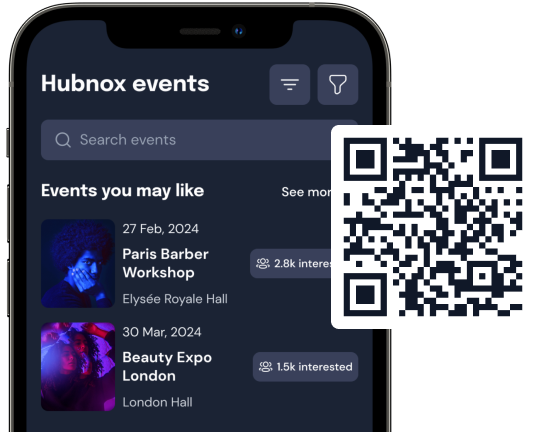 Hubnox events
Search events
Events you may like
See mor
27 Feb, 2024
Paris Barber
Workshop
2.8k interes
Elysée Royale Hall
30 Mar, 2024
Beauty Expo
London
1.5k interested
London Hall